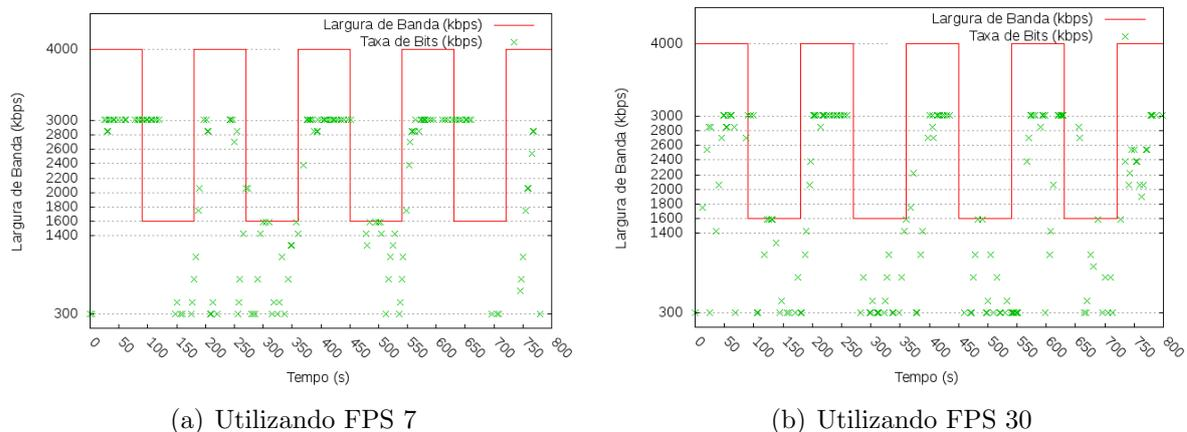 Largura de Banda (kbps)
Taxa de Bits (kbps)
Largura de Banda (kbps)
4000
3000
2800
2600
2400
2200
2000
1800
1600
1400
300
0 50 100 150 200 250 300 350 400 450 500 550 600 650 700 750 800
Tempo (s)
(a) Utilizando FPS 7
Largura de Banda (kbps)
Taxa de Bits (kbps)
Largura de Banda (kbps)
4000
3000
2800
2600
2400
2200
2000
1800
1600
1400
300
0 50 100 150 200 250 300 350 400 450 500 550 600 650 700 750 800
Tempo (s)
(b) Utilizando FPS 30